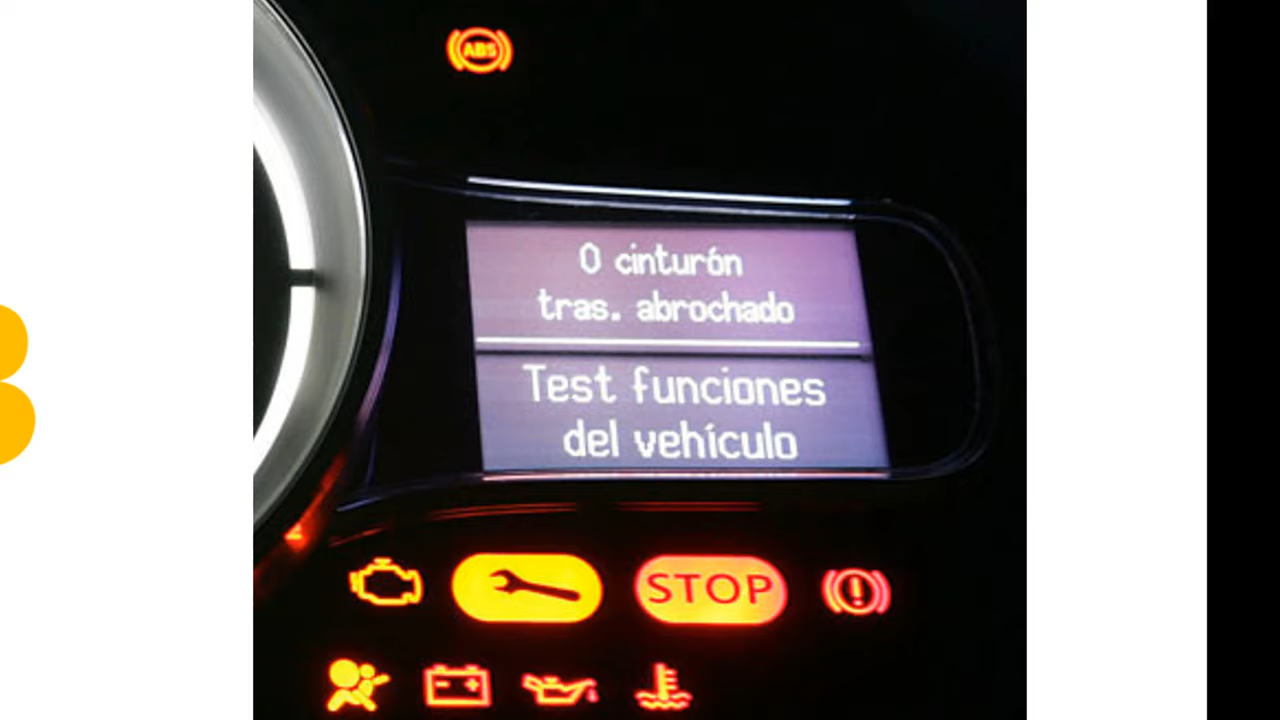 ABS
0 cinturón
tras. abrochado
Test funciones
del vehículo
STOP